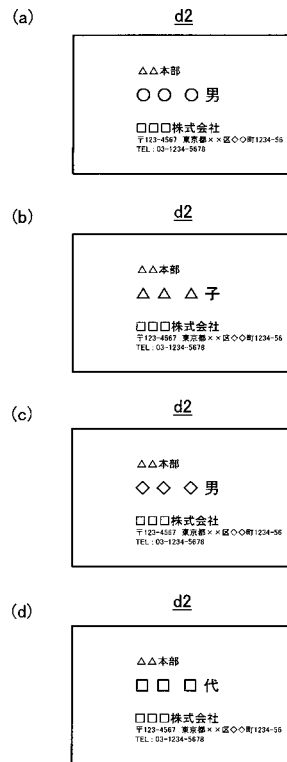 (a)
d2
△△本部
○○ ○男
□□□株式会社
〒123-4567 東京都××区◇◇町1234-56
TEL : 03-1234-5678
(b)
d2
△△本部
△△ △子
□□□株式会社
〒123-4567 東京都××区◇◇町1234-56
TEL : 03-1234-5678
(c)
d2
△△本部
◇◇ ◇男
□□□株式会社
〒123-4567 東京都××区◇◇町1234-56
TEL : 03-1234-5678
(d)
d2
△△本部
□□ □代
□□□株式会社
〒123-4567 東京都××区◇◇町1234-56
TEL : 03-1234-5678